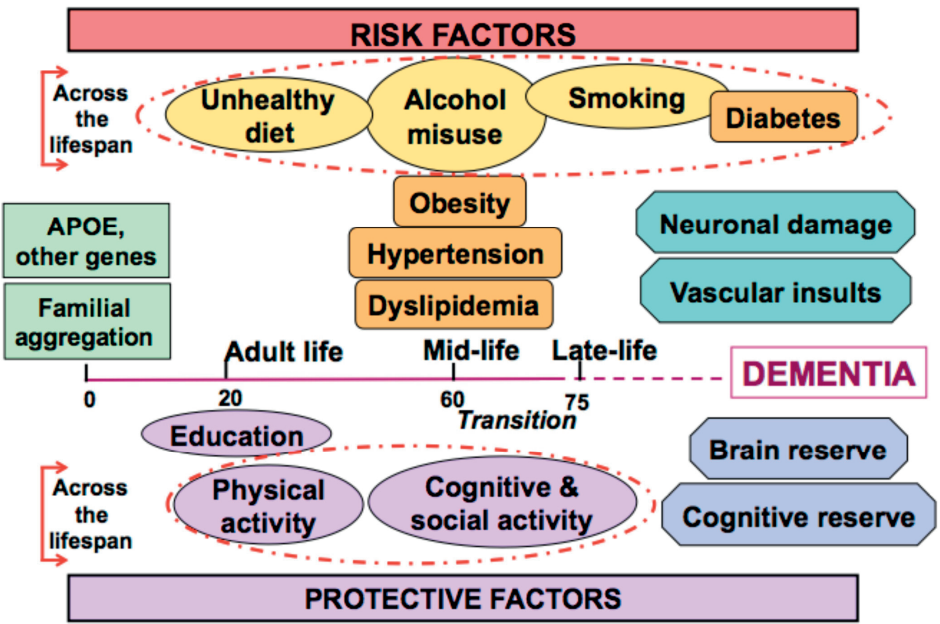 RISK FACTORS
Across
the
lifespan
Unhealthy
diet
Alcohol
misuse
Smoking
Diabetes
Obesity
Hypertension
Dyslipidemia
APOE,
other genes
Familial
aggregation
Neuronal damage
Vascular insults
Adult life
Mid-life
Late-life
DEMENTIA
0
20
60
75
Transition
Education
Physical
activity
Cognitive &
social activity
Across
the
lifespan
Brain reserve
Cognitive reserve
PROTECTIVE FACTORS